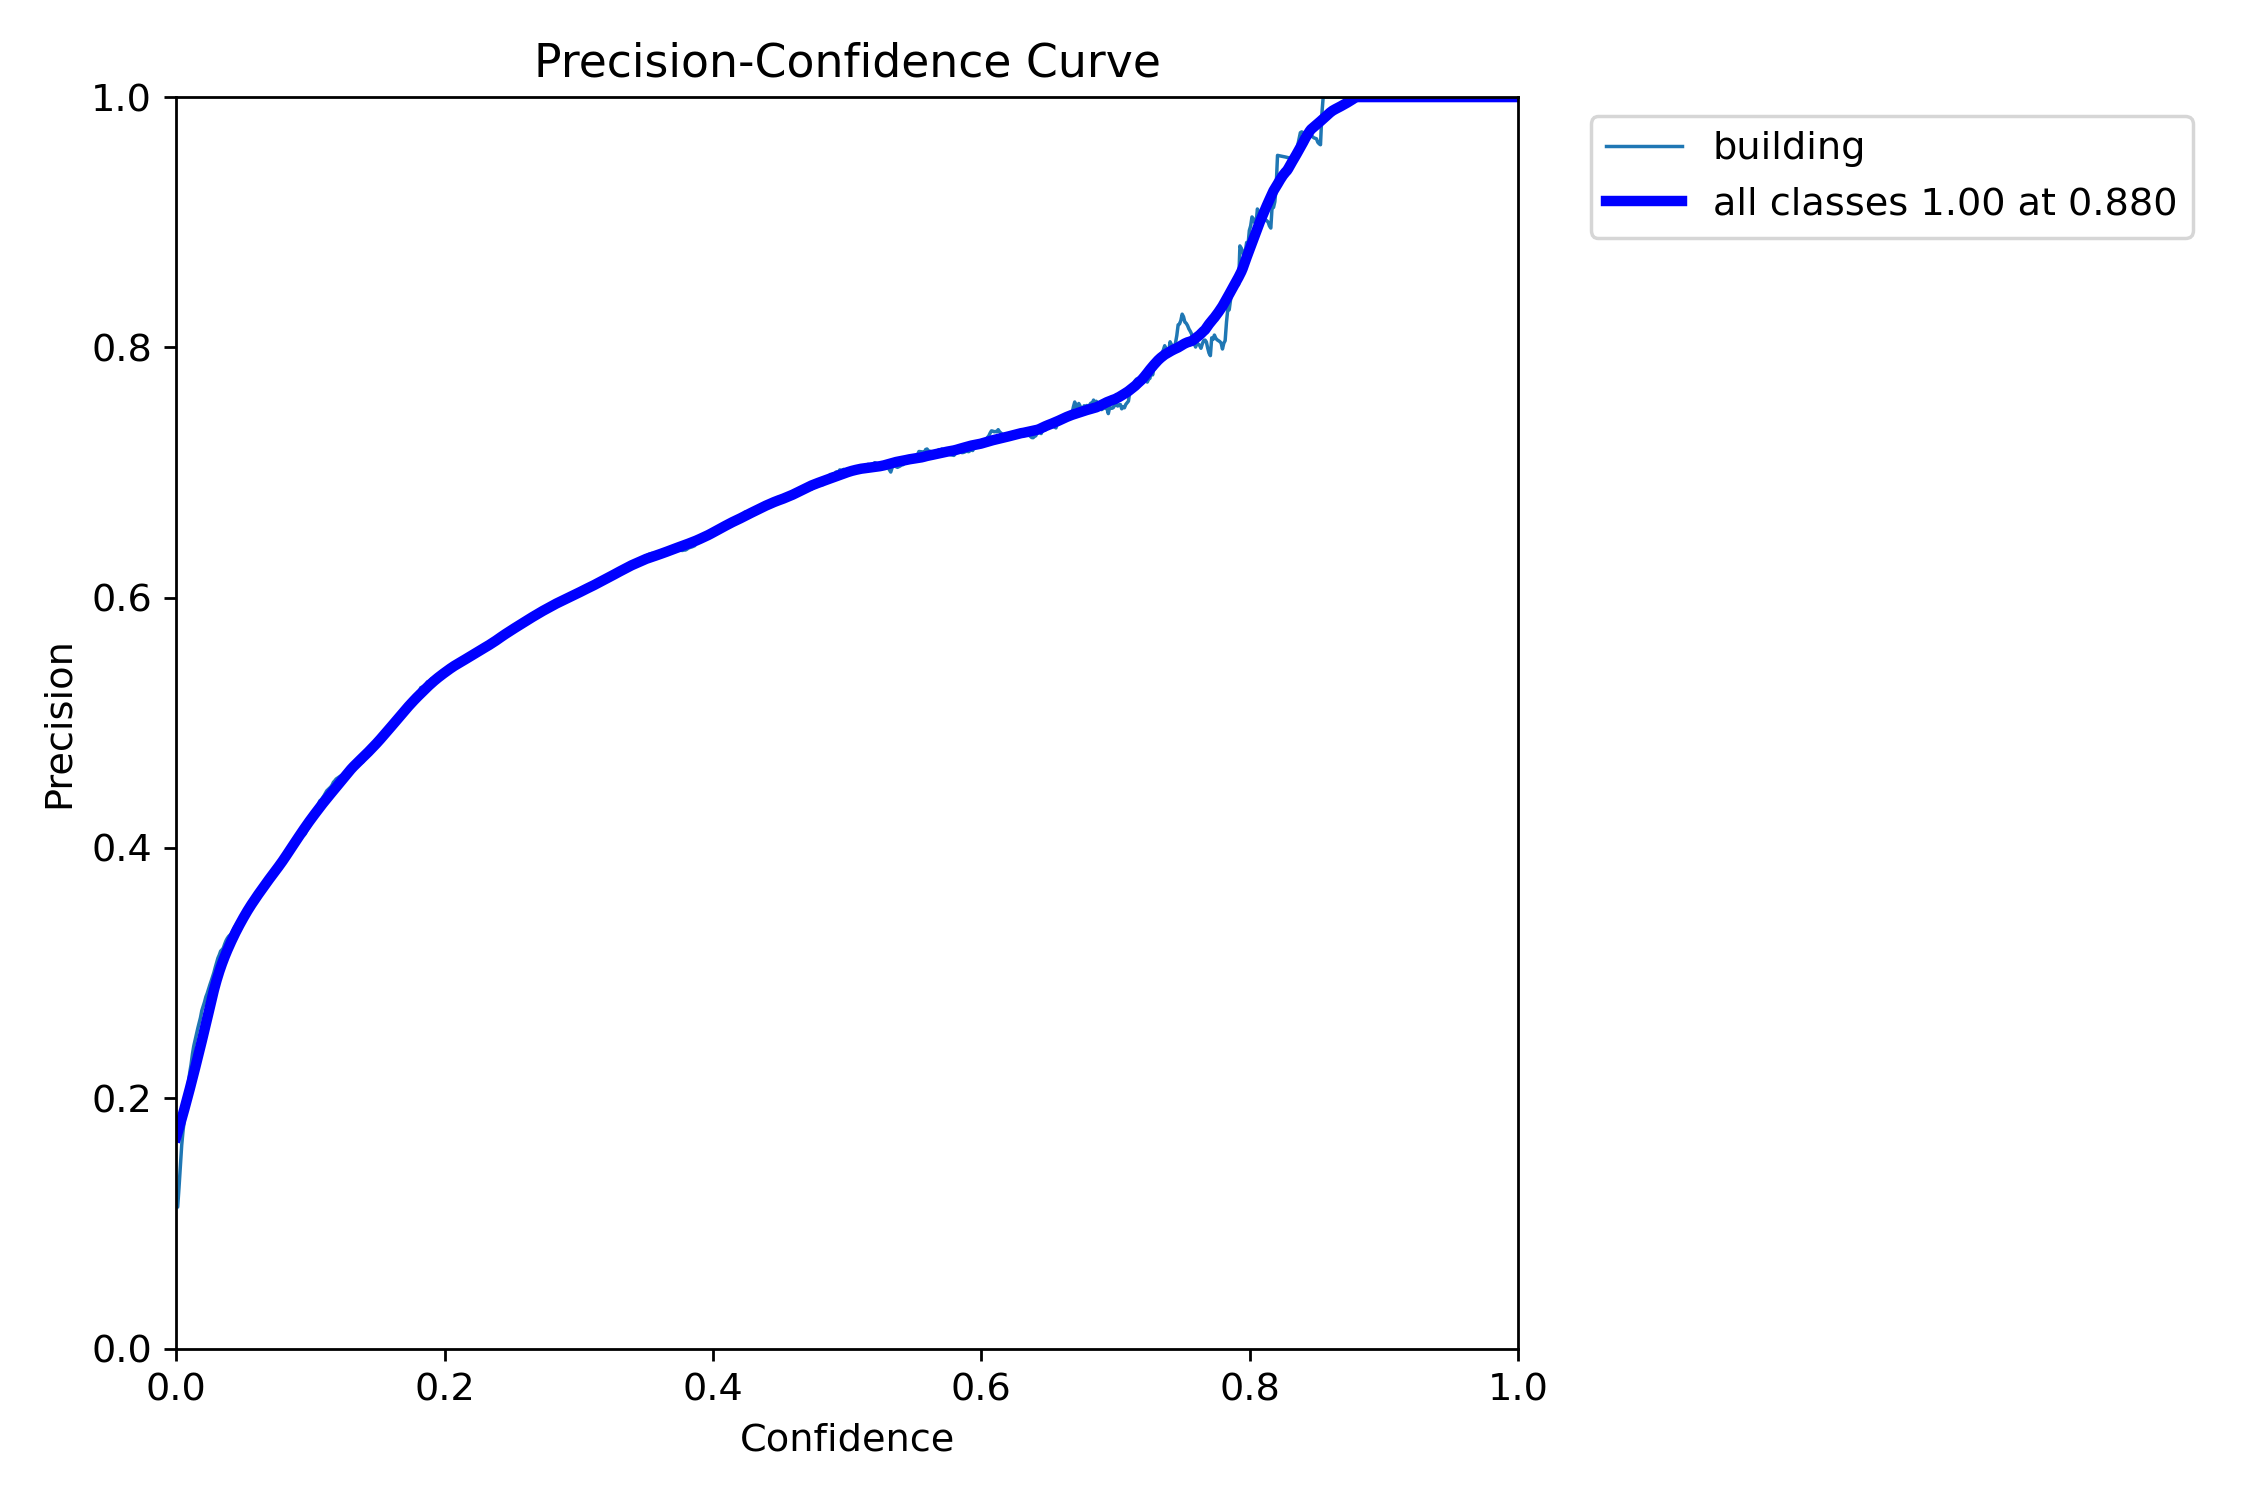 Precision-Confidence Curve
1.0
0.8
0.6
0.4
0.2
0.0
Precision
0.0 0.2 0.4 0.6 0.8 1.0
Confidence
building
all classes 1.00 at 0.880